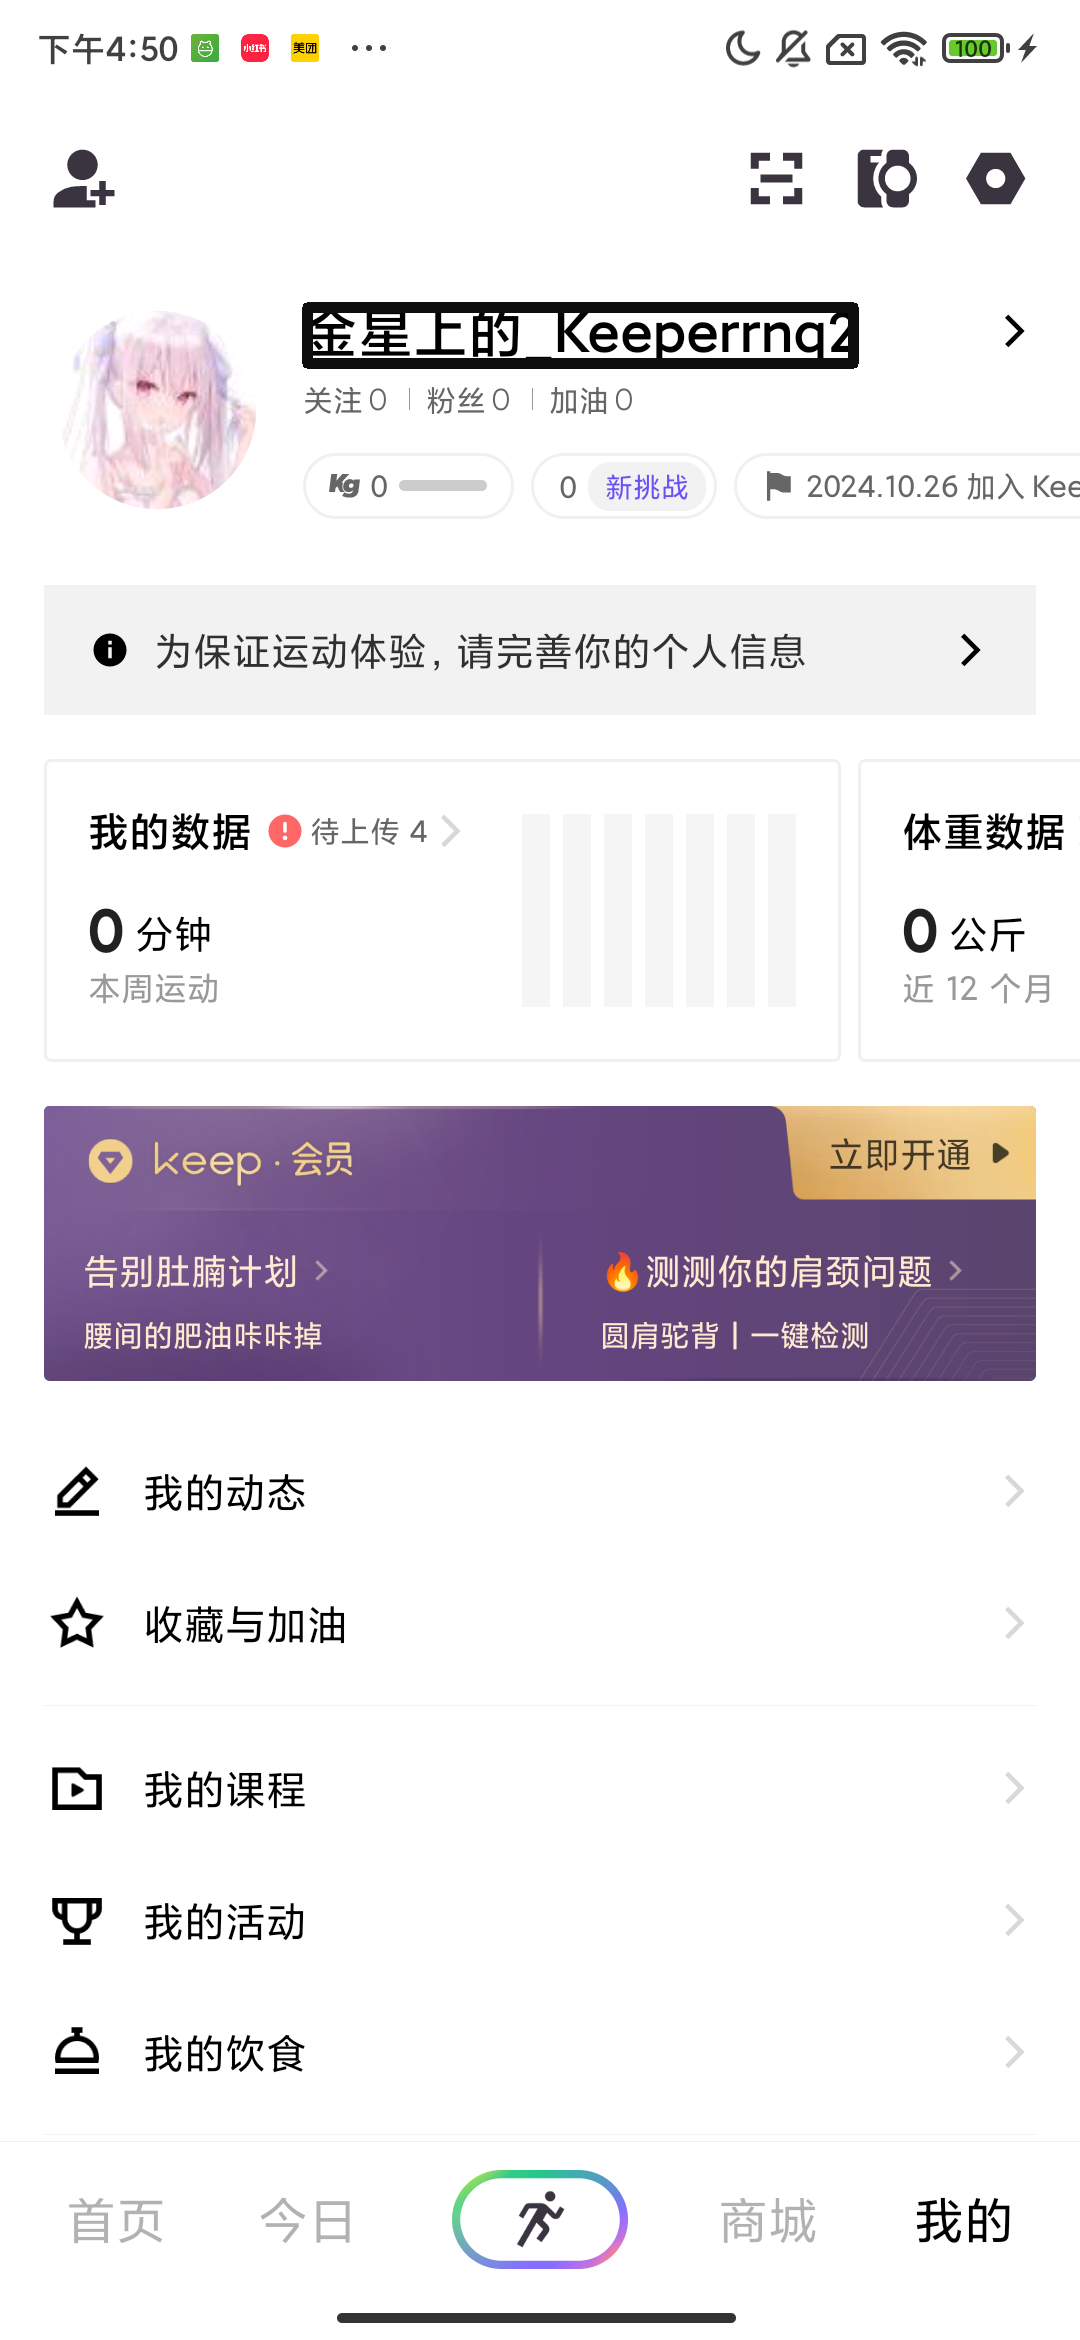 下午4:50 小红书 美团 100
金星上的_Keeperrnq2
关注 0 粉丝 0 加油 0
Kg 0 0 新挑战 2024.10.26 加入 Kee
为保证运动体验，请完善你的个人信息
我的数据 待上传 4 体重数据
0 分钟 0 公斤
本周运动 近 12 个月
keep · 会员 立即开通
告别肚腩计划 测测你的肩颈问题
腰间的肥油咔咔掉 圆肩驼背 | 一键检测
我的动态
收藏与加油
我的课程
我的活动
我的饮食
首页 今日 商城 我的